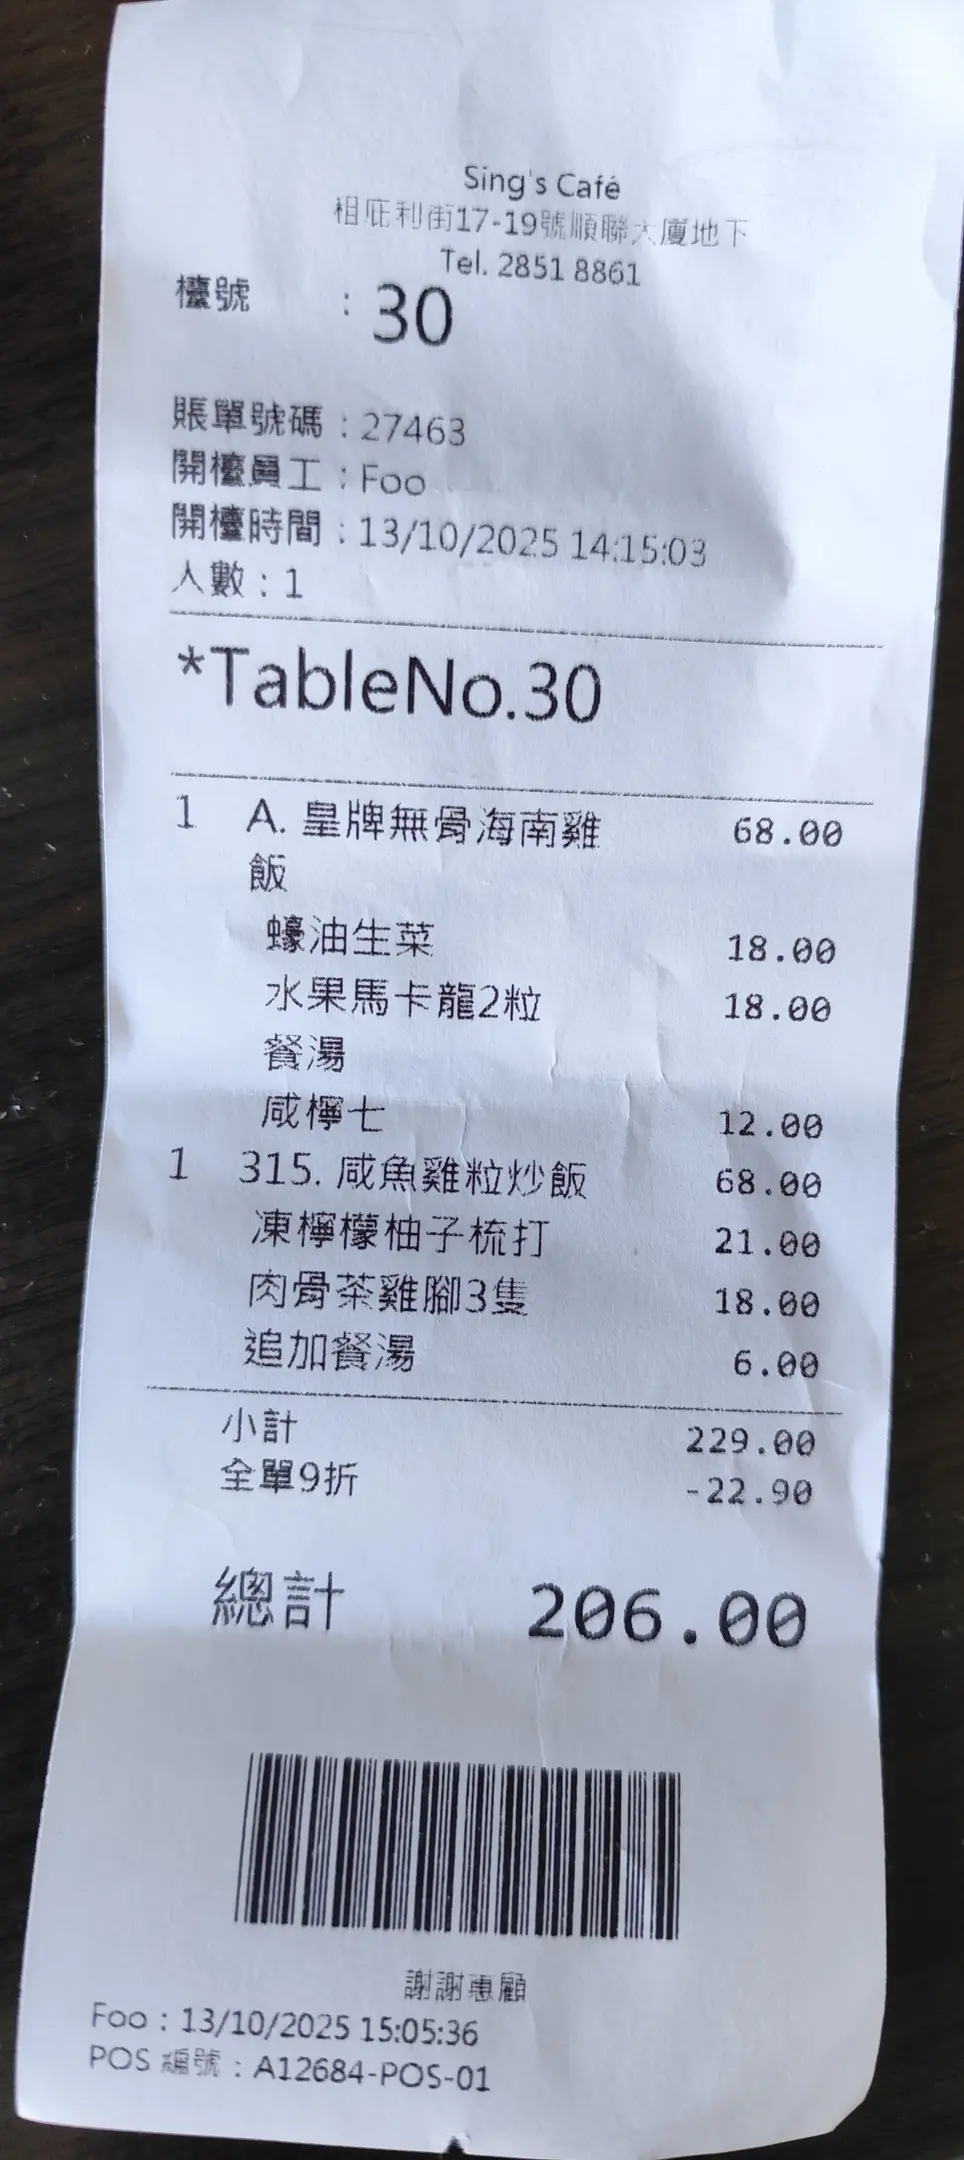 Sing's Café
租庇利街17-19號順聯大廈地下
Tel. 2851 8861
檯號 : 30
賬單號碼 : 27463
開檯員工 : Foo
開檯時間 : 13/10/2025 14:15:03
人數 : 1
*TableNo.30
1 A. 皇牌無骨海南雞 68.00
飯
蠔油生菜 18.00
水果馬卡龍2粒 18.00
餐湯
咸檸七 12.00
1 315. 咸魚雞粒炒飯 68.00
凍檸檬柚子梳打 21.00
肉骨茶雞腳3隻 18.00
追加餐湯 6.00
小計 229.00
全單9折 -22.90
總計 206.00
謝謝惠顧
Foo : 13/10/2025 15:05:36
POS 編號 : A12684-POS-01